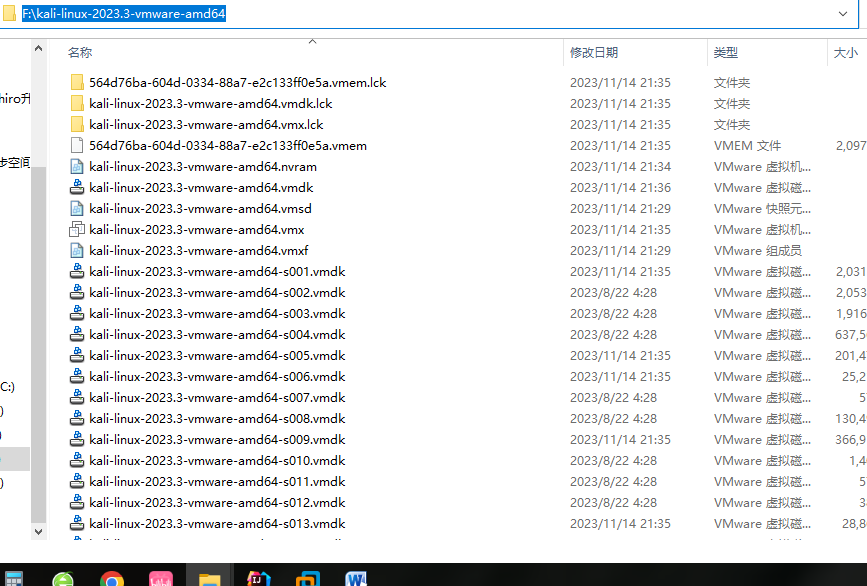 F:\kali-linux-2023.3-vmware-amd64
名称 修改日期 类型 大小
564d76ba-604d-0334-88a7-e2c133ff0e5a.vmem.lck 2023/11/14 21:35 文件夹
kali-linux-2023.3-vmware-amd64.vmdk.lck 2023/11/14 21:35 文件夹
hiro升
kali-linux-2023.3-vmware-amd64.vmx.lck 2023/11/14 21:35 文件夹
564d76ba-604d-0334-88a7-e2c133ff0e5a.vmem 2023/11/14 21:35 VMEM 文件 2,097
步空间
kali-linux-2023.3-vmware-amd64.nvram 2023/11/14 21:34 VMware 虚拟机...
kali-linux-2023.3-vmware-amd64.vmdk 2023/11/14 21:36 VMware 虚拟磁...
kali-linux-2023.3-vmware-amd64.vmsd 2023/11/14 21:29 VMware 快照元...
kali-linux-2023.3-vmware-amd64.vmx 2023/11/14 21:35 VMware 虚拟机...
kali-linux-2023.3-vmware-amd64.vmxf 2023/11/14 21:29 VMware 组成员
kali-linux-2023.3-vmware-amd64-s001.vmdk 2023/11/14 21:35 VMware 虚拟磁... 2,031
kali-linux-2023.3-vmware-amd64-s002.vmdk 2023/8/22 4:28 VMware 虚拟磁... 2,053
kali-linux-2023.3-vmware-amd64-s003.vmdk 2023/8/22 4:28 VMware 虚拟磁... 1,916
kali-linux-2023.3-vmware-amd64-s004.vmdk 2023/8/22 4:28 VMware 虚拟磁... 637,5
kali-linux-2023.3-vmware-amd64-s005.vmdk 2023/11/14 21:35 VMware 虚拟磁... 201,4
kali-linux-2023.3-vmware-amd64-s006.vmdk 2023/11/14 21:35 VMware 虚拟磁... 25,2
C:)
kali-linux-2023.3-vmware-amd64-s007.vmdk 2023/8/22 4:28 VMware 虚拟磁... 5
kali-linux-2023.3-vmware-amd64-s008.vmdk 2023/8/22 4:28 VMware 虚拟磁... 130,4
kali-linux-2023.3-vmware-amd64-s009.vmdk 2023/11/14 21:35 VMware 虚拟磁... 366,9
kali-linux-2023.3-vmware-amd64-s010.vmdk 2023/8/22 4:28 VMware 虚拟磁... 1,4
kali-linux-2023.3-vmware-amd64-s011.vmdk 2023/8/22 4:28 VMware 虚拟磁... 5
kali-linux-2023.3-vmware-amd64-s012.vmdk 2023/8/22 4:28 VMware 虚拟磁... 3
kali-linux-2023.3-vmware-amd64-s013.vmdk 2023/11/14 21:35 VMware 虚拟磁... 28,8